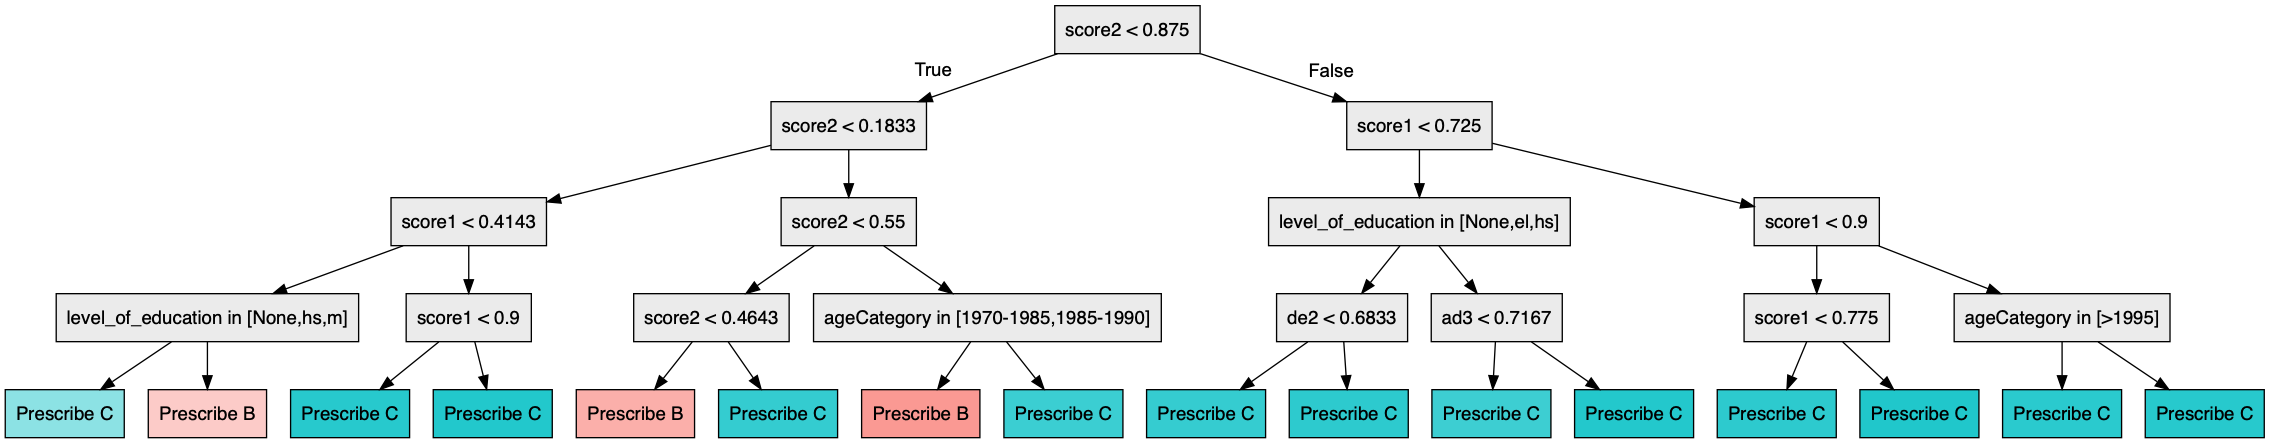 score2 < 0.875
True
False
score2 < 0.1833
score1 < 0.725
score1 < 0.4143
score2 < 0.55
level_of_education in [None,el,hs]
score1 < 0.9
level_of_education in [None,hs,m]
score1 < 0.9
score2 < 0.4643
ageCategory in [1970-1985,1985-1990]
de2 < 0.6833
ad3 < 0.7167
score1 < 0.775
ageCategory in [>1995]
Prescribe C
Prescribe B
Prescribe C
Prescribe C
Prescribe B
Prescribe C
Prescribe B
Prescribe C
Prescribe C
Prescribe C
Prescribe C
Prescribe C
Prescribe C
Prescribe C
Prescribe C
Prescribe C